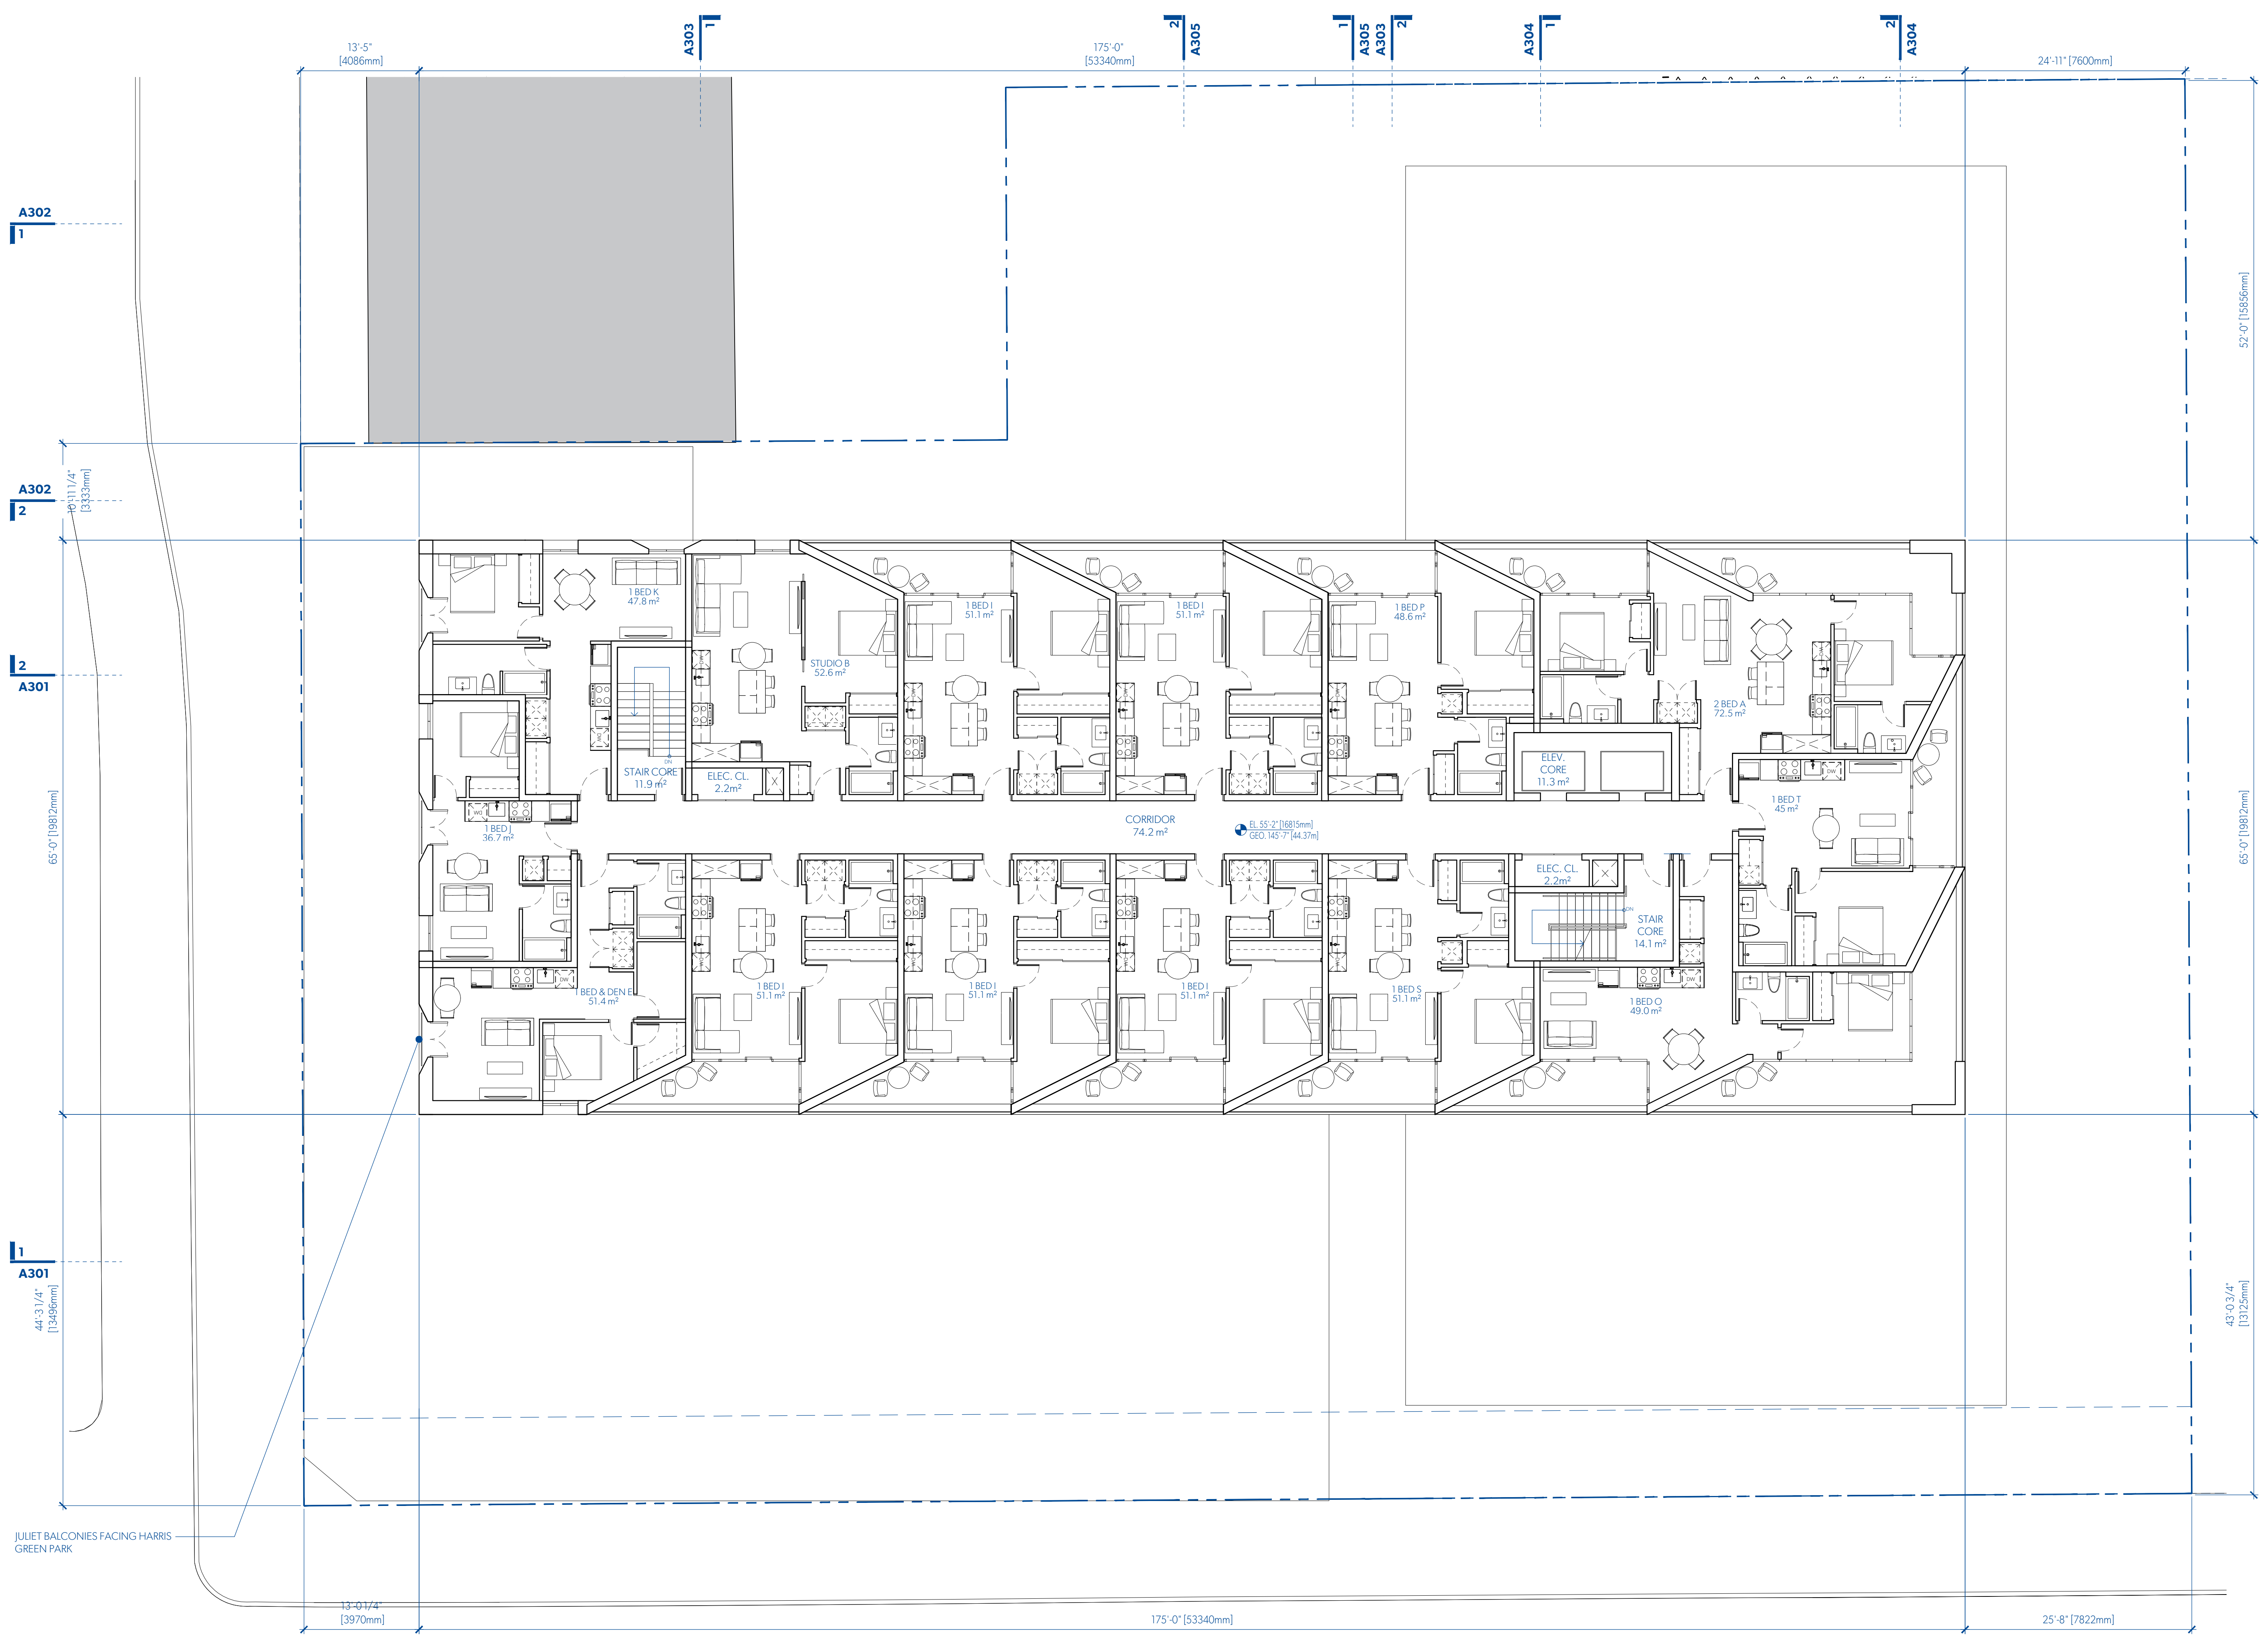 A303
1
2
A305
1
A305
A303
2
A304
1
2
A304
13'-5"
[4086mm]
175'-0"
[53340mm]
24'-11" [7600mm]
A302
1
52'-0" [15856mm]
10'-11 1/4"
[3333mm]
A302
2
2
A301
1 BED K
47.8 m²
STUDIO B
52.6 m²
1 BED I
51.1 m²
1 BED I
51.1 m²
1 BED P
48.6 m²
2 BED A
72.5 m²
DN
STAIR CORE
11.9 m²
ELEC. CL.
2.2m²
ELEV.
CORE
11.3 m²
DW
1 BED T
45 m²
65'-0" [19812mm]
1 BED J
36.7 m²
CORRIDOR
74.2 m²
EL. 55'-2" [16815mm]
GEO. 145'-7" [44.37m]
65'-0" [19812mm]
ELEC. CL.
2.2m²
DN
STAIR
CORE
14.1 m²
DW
DW
1 BED & DEN E
51.4 m²
1 BED I
51.1 m²
1 BED I
51.1 m²
1 BED I
51.1 m²
1 BED S
51.1 m²
1 BED O
49.0 m²
1
A301
44'-3 1/4"
[13496mm]
43'-0 3/4"
[13125mm]
JULIET BALCONIES FACING HARRIS
GREEN PARK
13'-0 1/4"
[3970mm]
175'-0" [53340mm]
25'-8" [7822mm]